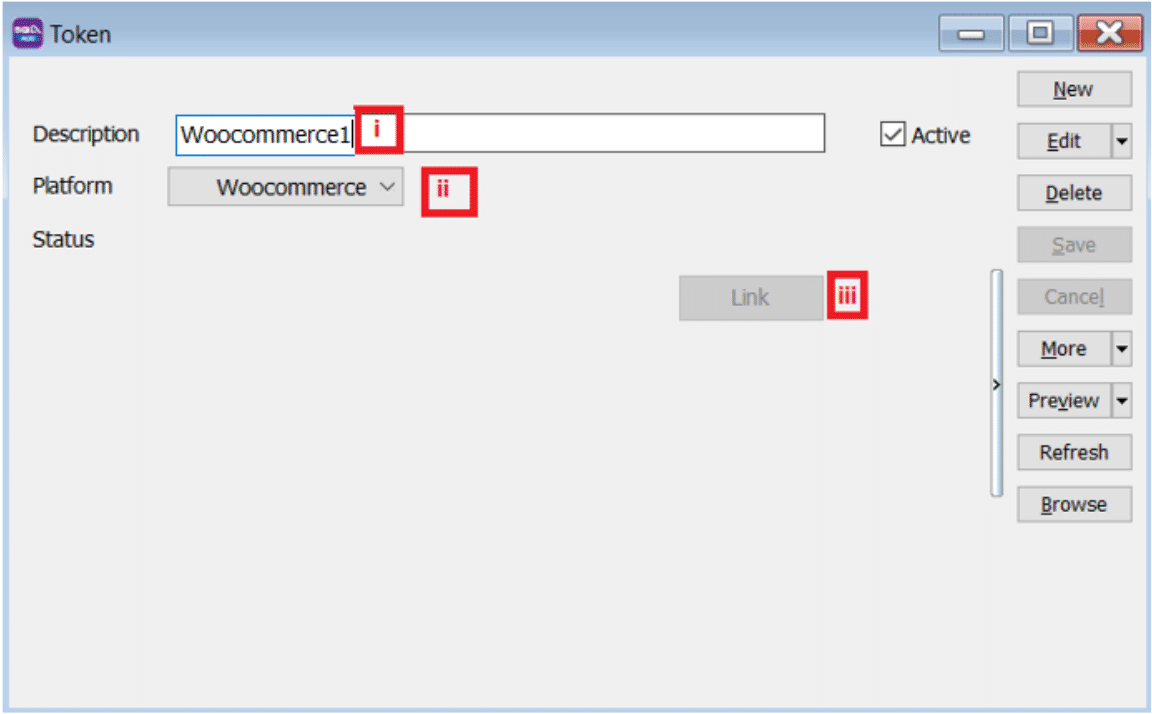 Token
New
Description Woocommerce1 i Active
Edit
Platform Woocommerce ii
Delete
Status
Save
Link iii
Cancel
More
Preview
Refresh
Browse